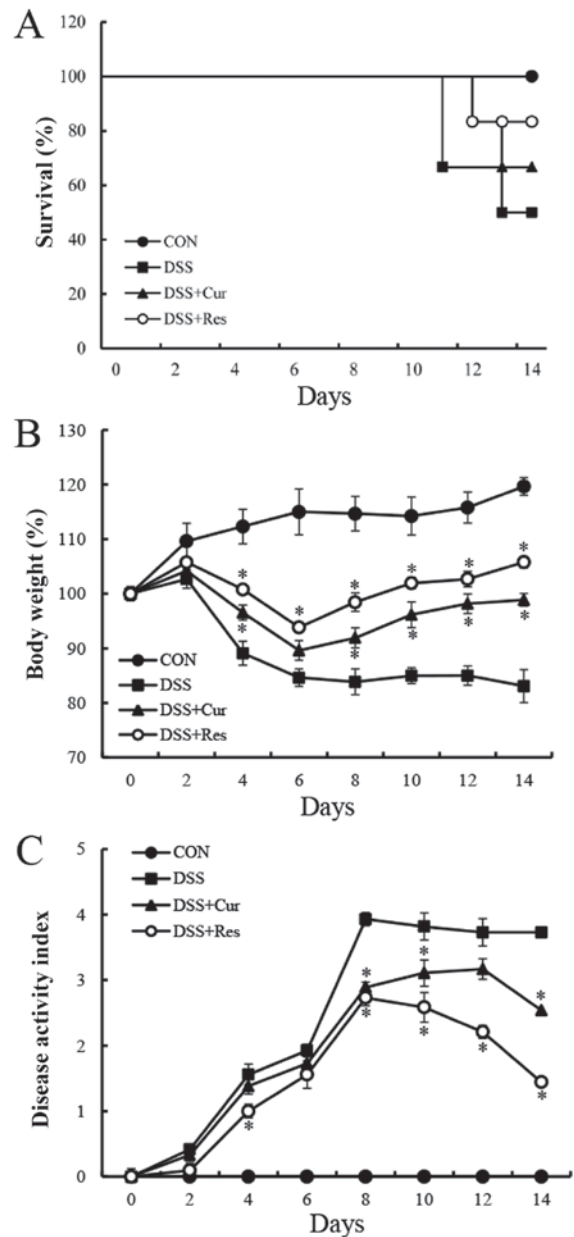 A
Survival (%)
120
100
80
60
40
20
0
CON
DSS
DSS+Cur
DSS+Res
0 2 4 6 8 10 12 14
Days
B
Body weight (%)
130
120
110
100
90
80
70
* * * * * *
* * * * *
CON
DSS
DSS+Cur
DSS+Res
0 2 4 6 8 10 12 14
Days
C
Disease activity index
5
4
3
2
1
0
CON
DSS
DSS+Cur
DSS+Res
* * *
* * * * *
0 2 4 6 8 10 12 14
Days